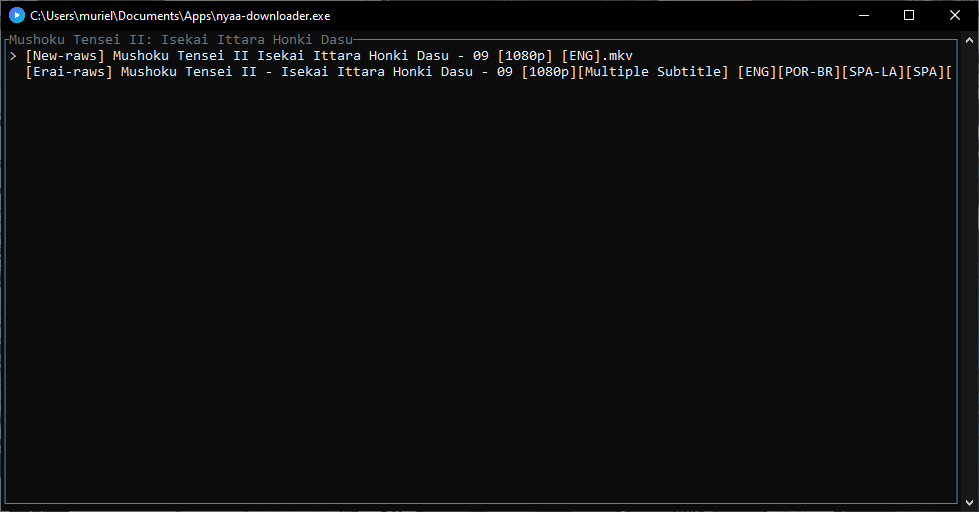 C:\Users\muriel\Documents\Apps\nyaa-downloader.exe
Mushoku Tensei II: Isekai Ittara Honki Dasu
> [New-raws] Mushoku Tensei II Isekai Ittara Honki Dasu - 09 [1080p] [ENG].mkv
[Erai-raws] Mushoku Tensei II - Isekai Ittara Honki Dasu - 09 [1080p][Multiple Subtitle] [ENG][POR-BR][SPA-LA][SPA][